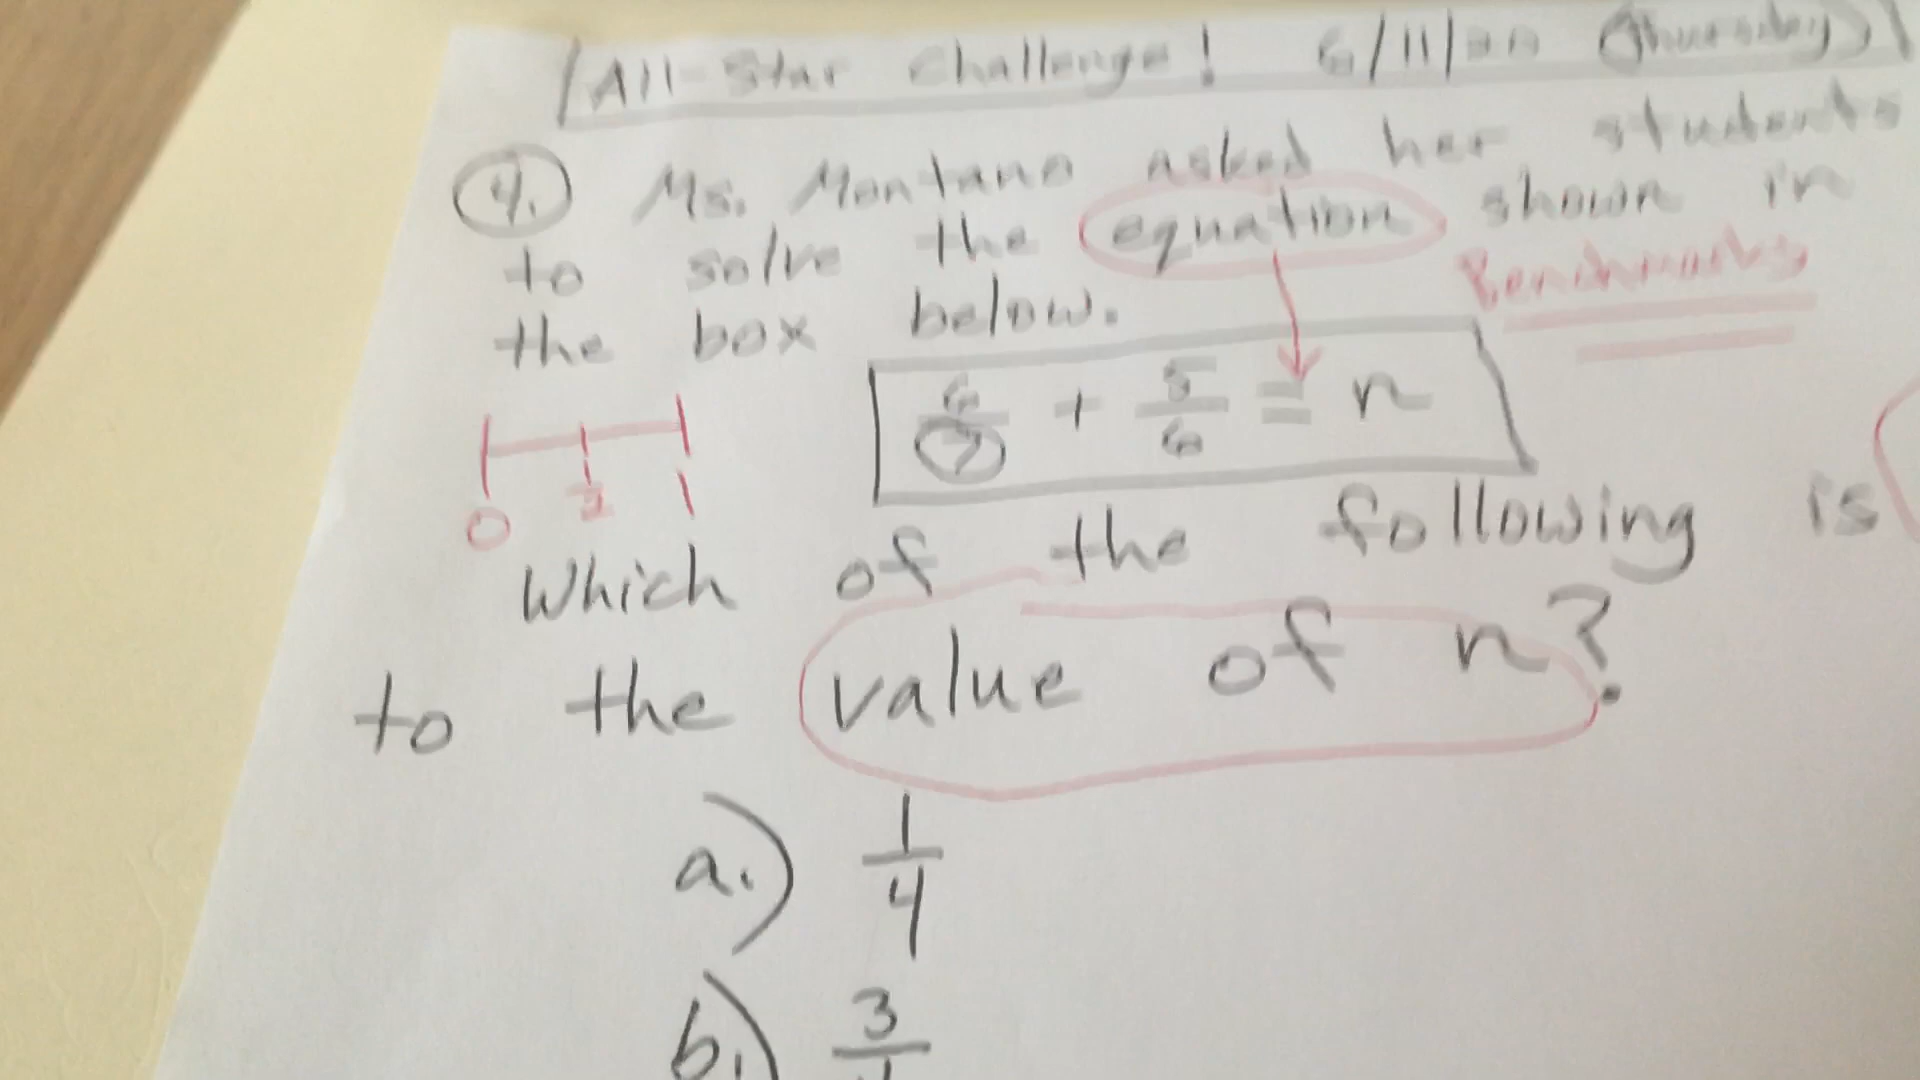 All-Star Challenge! 6/11/20 (Thursday)
4. Ms. Montano asked her students
to solve the equation shown in
the box below.
Benchmarks
6/7 + 5/6 = n
0 1/2 1
Which of the following is
to the value of n?
a.) 1/4
b.) 3